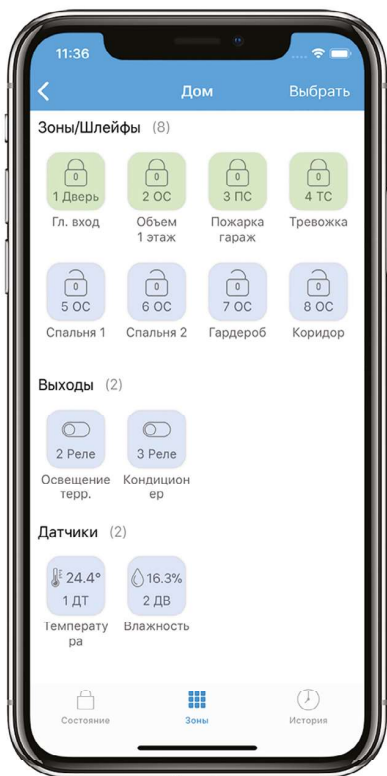 11:36
Дом
Выбрать
Зоны/Шлейфы (8)
0 0 0 0
1 Дверь 2 ОС 3 ПС 4 ТС
Гл. вход Объем Пожарка Тревожка
1 этаж гараж
0 0 0 0
5 ОС 6 ОС 7 ОС 8 ОС
Спальня 1 Спальня 2 Гардероб Коридор
Выходы (2)
2 Реле 3 Реле
Освещение Кондицион
терр. ер
Датчики (2)
24.4° 16.3%
1 ДТ 2 ДВ
Температу Влажность
ра
Состояние Зоны История